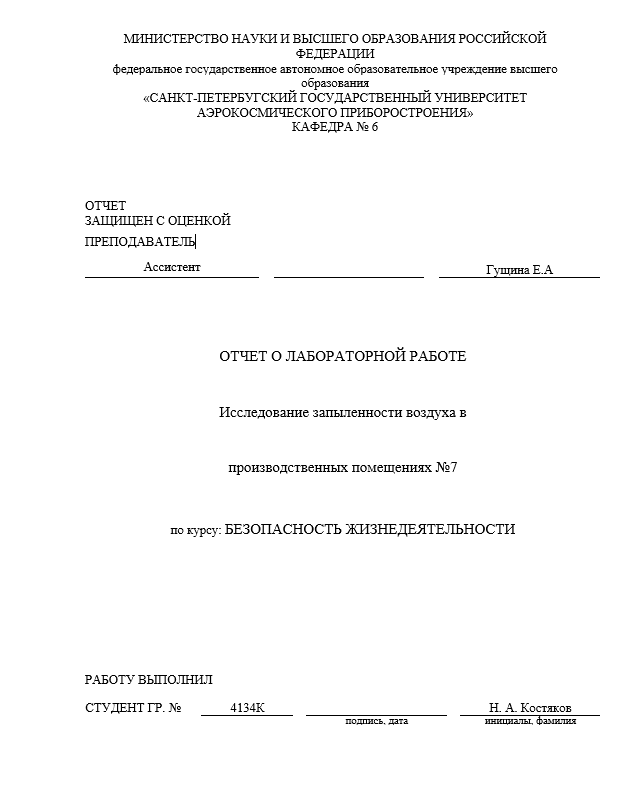 МИНИСТЕРСТВО НАУКИ И ВЫСШЕГО ОБРАЗОВАНИЯ РОССИЙСКОЙ
ФЕДЕРАЦИИ
федеральное государственное автономное образовательное учреждение высшего
образования
«САНКТ-ПЕТЕРБУРГСКИЙ ГОСУДАРСТВЕННЫЙ УНИВЕРСИТЕТ
АЭРОКОСМИЧЕСКОГО ПРИБОРОСТРОЕНИЯ»
КАФЕДРА № 6
ОТЧЕТ
ЗАЩИЩЕН С ОЦЕНКОЙ
ПРЕПОДАВАТЕЛЬ
Ассистент Гущина Е.А
ОТЧЕТ О ЛАБОРАТОРНОЙ РАБОТЕ
Исследование запыленности воздуха в
производственных помещениях №7
по курсу: БЕЗОПАСНОСТЬ ЖИЗНЕДЕЯТЕЛЬНОСТИ
РАБОТУ ВЫПОЛНИЛ
СТУДЕНТ ГР. № 4134К Н. А. Костяков
подпись, дата инициалы, фамилия